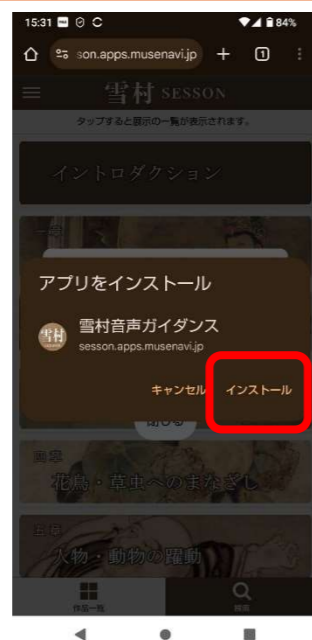 15:31
84%
son.apps.musenavi.jp
1
雪村 SESSON
タップすると展示の一覧が表示されます。
イントロダクション
一章
アプリをインストール
雪村音声ガイダンス
sesson.apps.musenavi.jp
キャンセル インストール
閉じる
花鳥・草虫へのまなざし
五章
人物・動物の躍動
作品一覧 検索